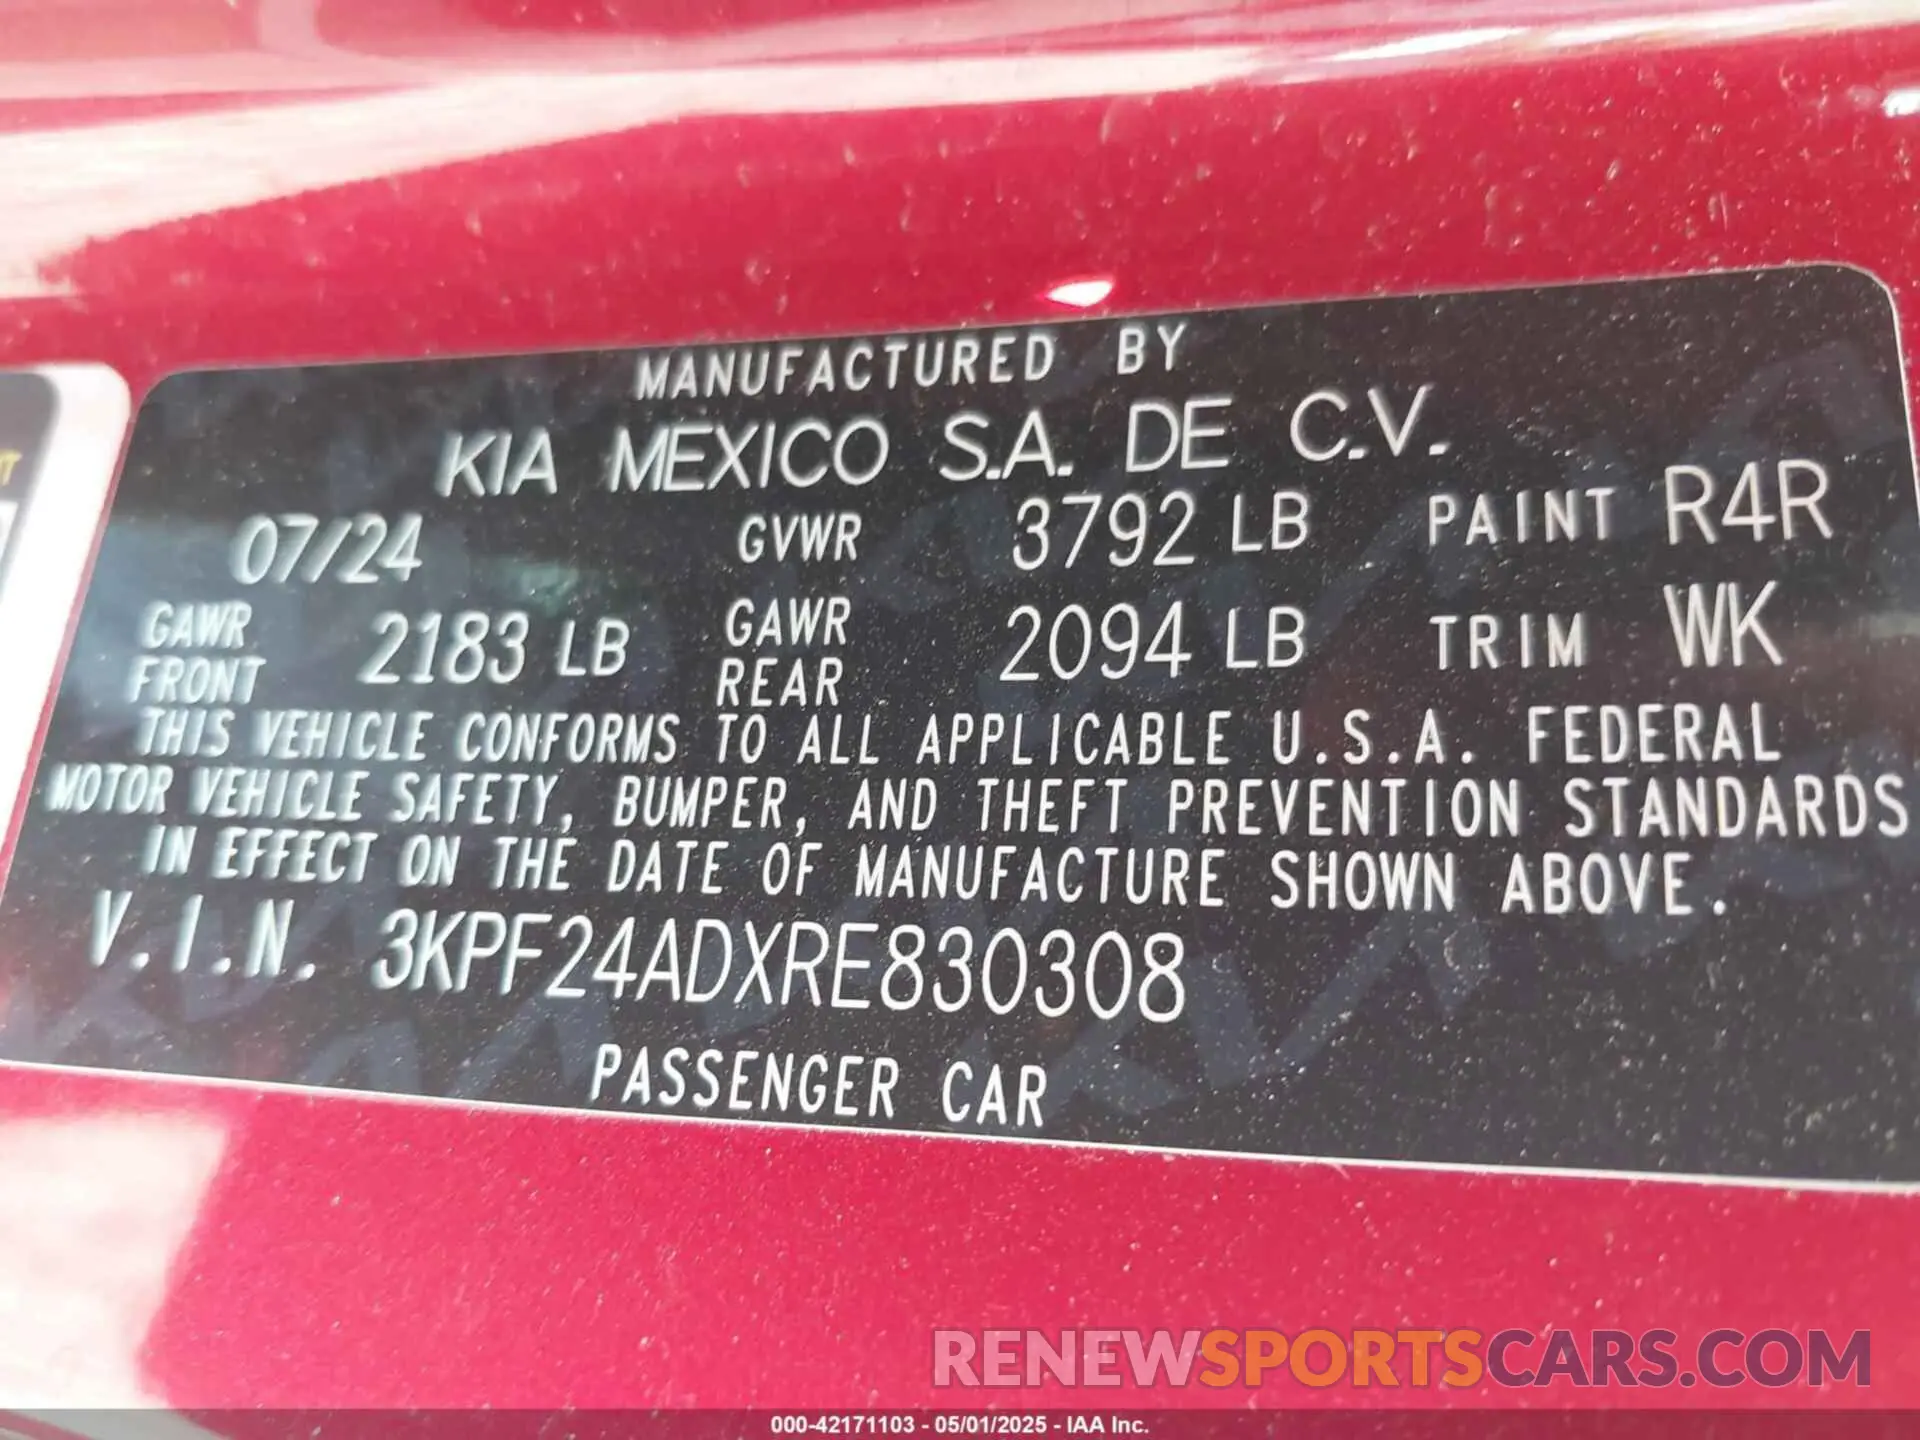 MANUFACTURED BY
KIA MEXICO S.A. DE C.V.
07/24 GVWR 3792 LB PAINT R4R
GAWR FRONT 2183 LB GAWR REAR 2094 LB TRIM WK
THIS VEHICLE CONFORMS TO ALL APPLICABLE U.S.A. FEDERAL
MOTOR VEHICLE SAFETY, BUMPER, AND THEFT PREVENTION STANDARDS
IN EFFECT ON THE DATE OF MANUFACTURE SHOWN ABOVE.
V.I.N. 3KPF24ADXRE830308
PASSENGER CAR
RENEWSPORTSCARS.COM
000-42171103 - 05/01/2025 - IAA Inc.